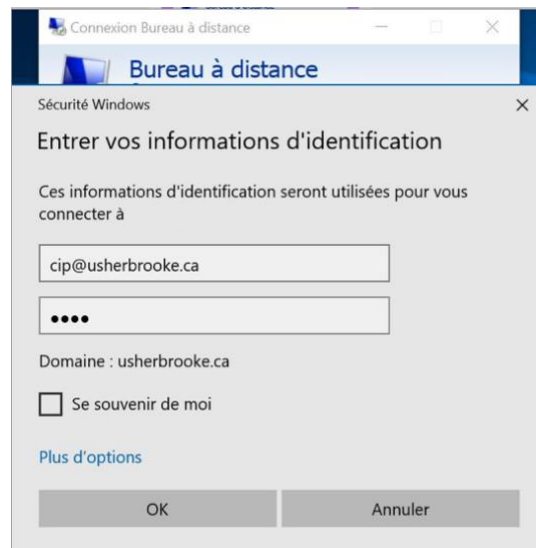 Connexion Bureau à distance
Bureau à distance
Sécurité Windows
Entrer vos informations d'identification
Ces informations d'identification seront utilisées pour vous
connecter à
cip@usherbrooke.ca
••••
Domaine : usherbrooke.ca
Se souvenir de moi
Plus d'options
OK Annuler